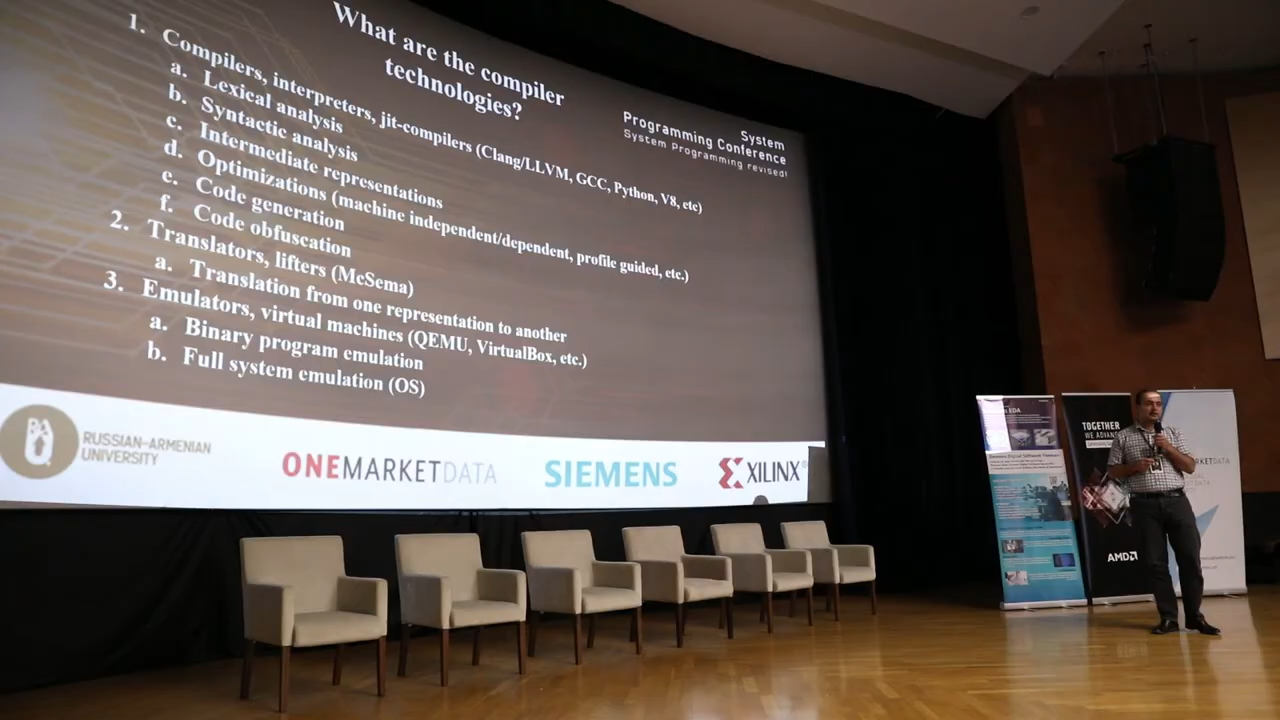 What are the compiler
technologies?
System
Programming Conference
System Programming revised!
1. Compilers, interpreters, jit-compilers (Clang/LLVM, GCC, Python, V8, etc)
a. Lexical analysis
b. Syntactic analysis
c. Intermediate representations
d. Optimizations (machine independent/dependent, profile guided, etc.)
e. Code generation
f. Code obfuscation
2. Translators, lifters (McSema)
a. Translation from one representation to another
3. Emulators, virtual machines (QEMU, VirtualBox, etc.)
a. Binary program emulation
b. Full system emulation (OS)
RUSSIAN-ARMENIAN
UNIVERSITY
ONEMARKETDATA
SIEMENS
XILINX
EDA
TOGETHER
WE ADVANCE
AMD
RKETDATA